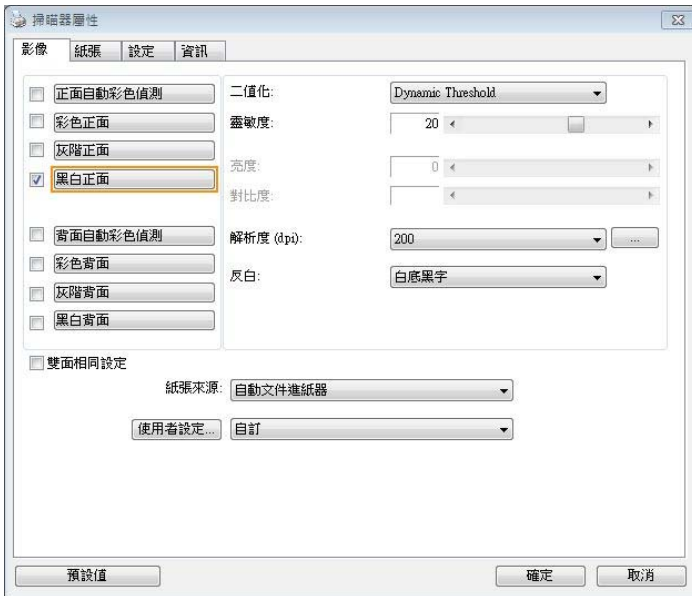 掃瞄器屬性
影像 紙張 設定 資訊
正面自動彩色偵測
彩色正面
灰階正面
黑白正面
背面自動彩色偵測
彩色背面
灰階背面
黑白背面
二值化: Dynamic Threshold
靈敏度: 20
亮度: 0
對比度:
解析度 (dpi): 200 ...
反白: 白底黑字
雙面相同設定
紙張來源: 自動文件進紙器
使用者設定... 自訂
預設值 確定 取消